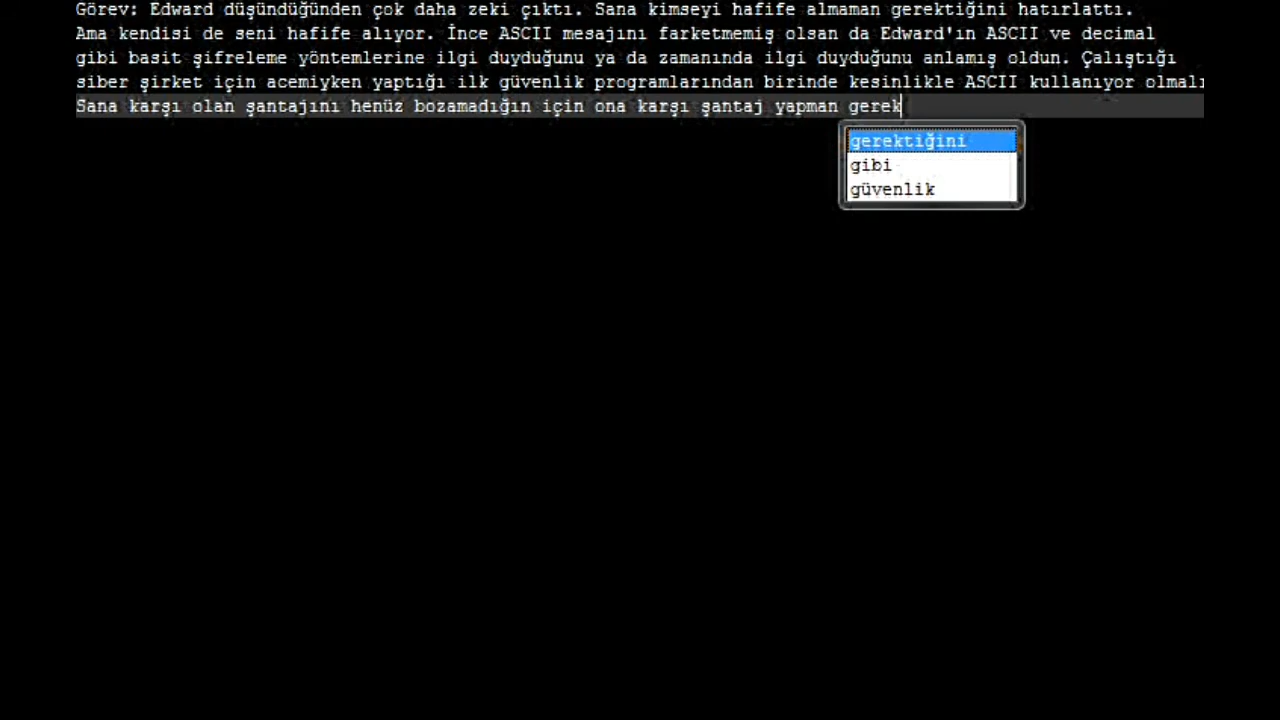 Görev: Edward düşündüğünden çok daha zeki çıktı. Sana kimseyi hafife almaman gerektiğini hatırlattı.
Ama kendisi de seni hafife alıyor. İnce ASCII mesajını farketmemiş olsan da Edward'ın ASCII ve decimal
gibi basit şifreleme yöntemlerine ilgi duyduğunu ya da zamanında ilgi duyduğunu anlamış oldun. Çalıştığı
siber şirket için acemiyken yaptığı ilk güvenlik programlarından birinde kesinlikle ASCII kullanıyor olmalı
Sana karşı olan şantajını henüz bozamadığın için ona karşı şantaj yapman gerek
gerektiğini
gibi
güvenlik